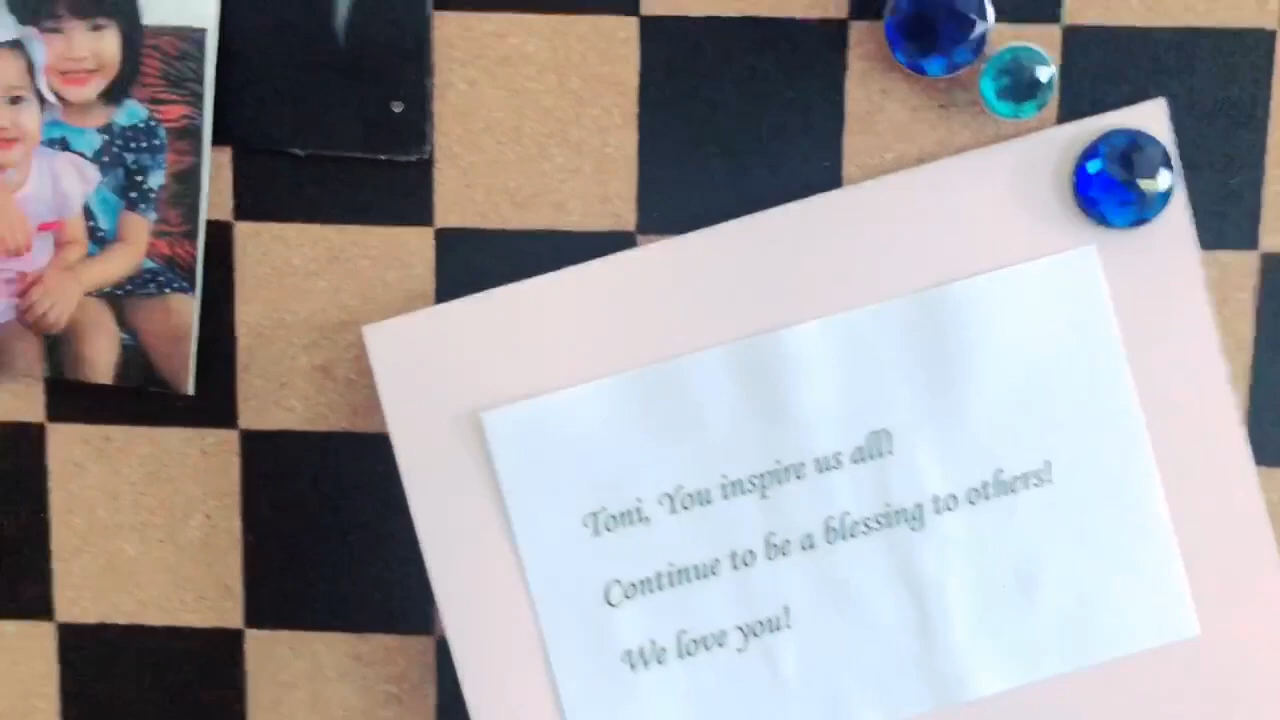 Toni, You inspire us all!
Continue to be a blessing to others!
We love you!